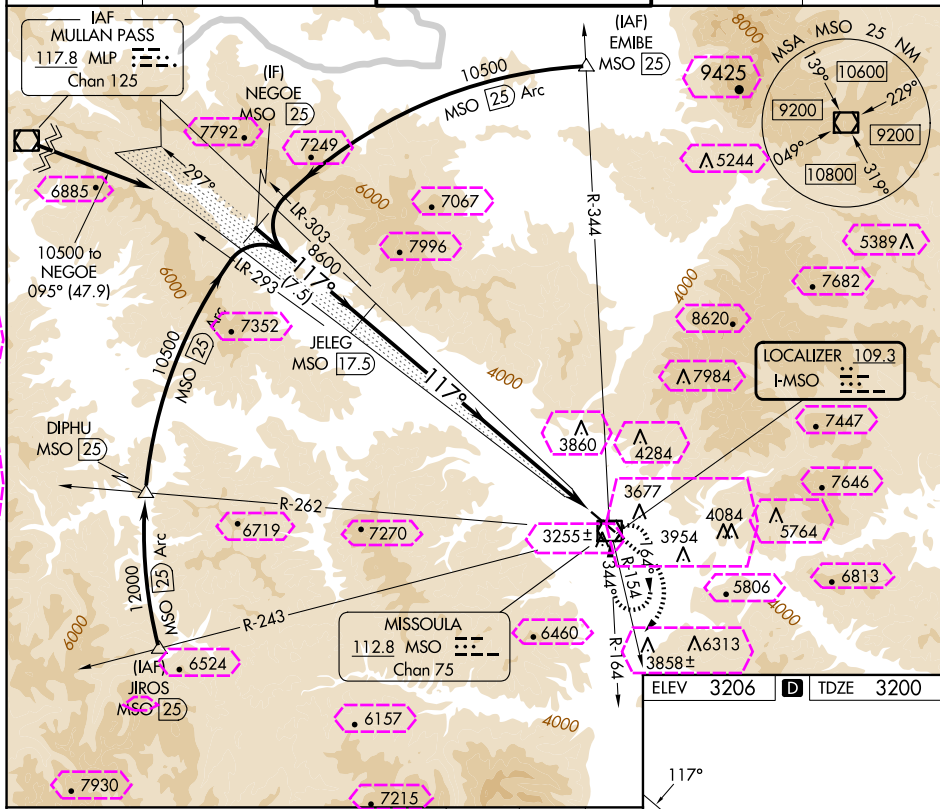 IAF
MULLAN PASS
117.8 MLP
Chan 125
(IF)
NEGOE
MSO 25
10500
MSO 25 Arc
(IAF)
EMIBE
MSO 25
8000
9425
MSA MSO 25 NM
139°
10600
229°
9200
9200
049°
10800
319°
7792
7249
5244
6885
297°
6000
7067
R-344
LR-303
8600
7996
5389
10500 to
NEGOE
095° (47.9)
6000
LR-293
(7.5)
117°
4000
7682
7352
8620
10500
MSO 25 Arc
JELEG
MSO 17.5
117°
4000
7984
LOCALIZER 109.3
I-MSO
DIPHU
MSO 25
3860
4284
7447
R-262
3677
7646
6719
7270
3255±
3954
4084
5764
12000
MSO 25 Arc
344°
R-154
164°
5806
6813
4000
R-243
MISSOULA
112.8 MSO
Chan 75
6460
R-164
6313
3858±
6000
6524
(IAF)
JIROS
MSO 25
ELEV 3206 D TDZE 3200
6157
4000
117°
7930
7215